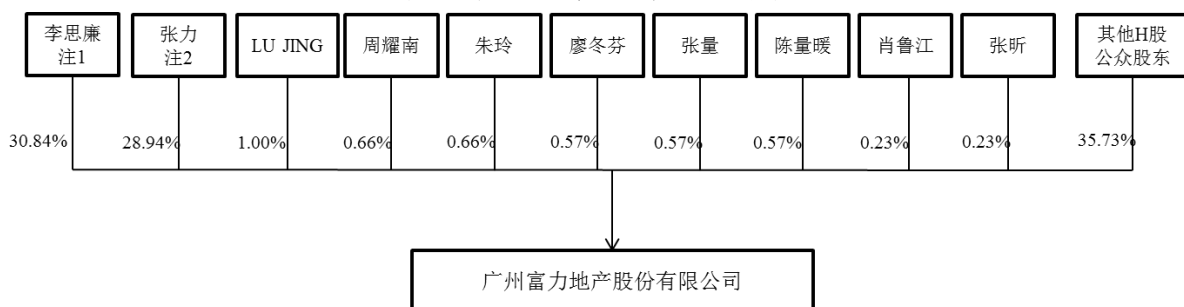 李思廉
注1
张力
注2
LU JING
周耀南
朱玲
廖冬芬
张量
陈量暖
肖鲁江
张昕
其他H股
公众股东
30.84%
28.94%
1.00%
0.66%
0.66%
0.57%
0.57%
0.57%
0.23%
0.23%
35.73%
广州富力地产股份有限公司